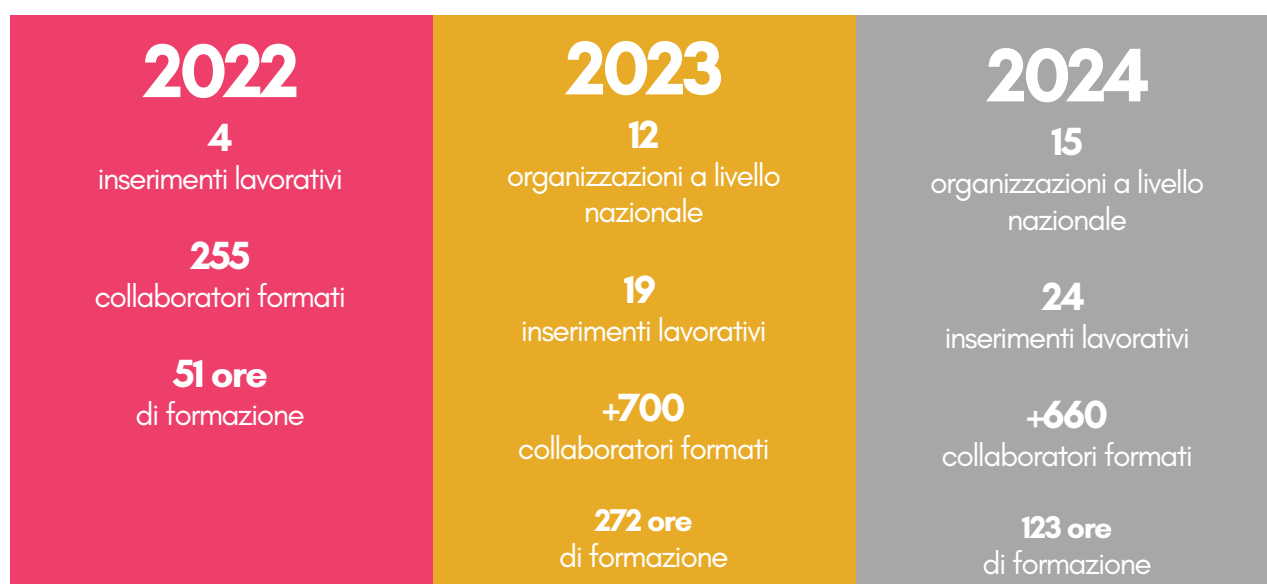 2022
4
inserimenti lavorativi
255
collaboratori formati
51 ore
di formazione
2023
12
organizzazioni a livello
nazionale
19
inserimenti lavorativi
+700
collaboratori formati
272 ore
di formazione
2024
15
organizzazioni a livello
nazionale
24
inserimenti lavorativi
+660
collaboratori formati
123 ore
di formazione